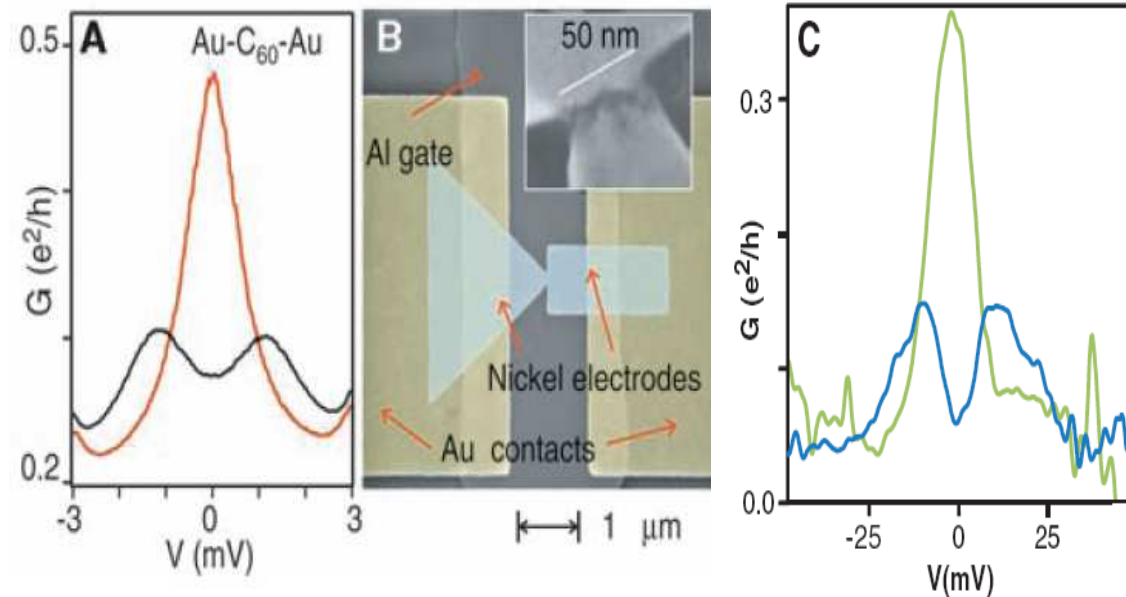 A
Au-C₆₀-Au
0.5
0.2
G (e²/h)
-3
0
3
V (mV)
B
50 nm
Al gate
Nickel electrodes
Au contacts
1 μm
C
0.3
0.0
G (e²/h)
-25
0
25
V(mV)